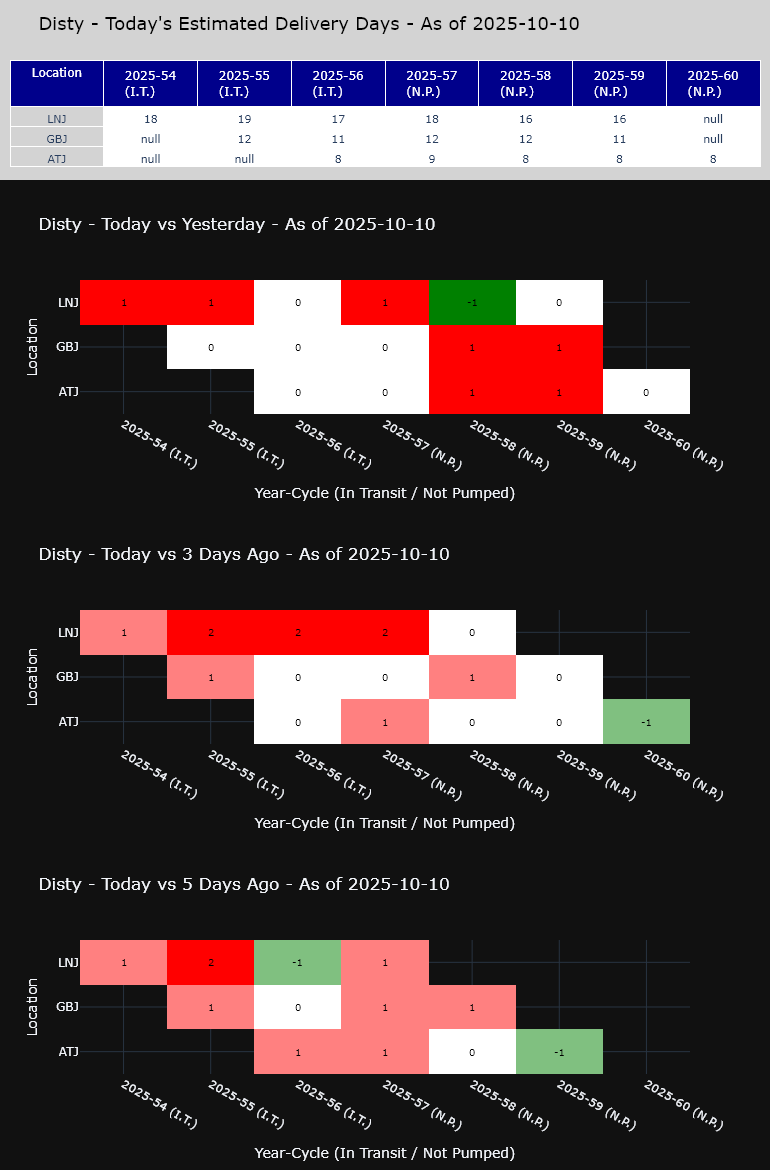 Disty - Today's Estimated Delivery Days - As of 2025-10-10
Location 2025-54 (I.T.) 2025-55 (I.T.) 2025-56 (I.T.) 2025-57 (N.P.) 2025-58 (N.P.) 2025-59 (N.P.) 2025-60 (N.P.)
LNJ 18 19 17 18 16 16 null
GBJ null 12 11 12 12 11 null
ATJ null null 8 9 8 8 8
Disty - Today vs Yesterday - As of 2025-10-10
Location
LNJ 1 1 0 1 -1 0
GBJ 0 0 0 1 1
ATJ 0 0 1 1 0
2025-54 (I.T.) 2025-55 (I.T.) 2025-56 (I.T.) 2025-57 (N.P.) 2025-58 (N.P.) 2025-59 (N.P.) 2025-60 (N.P.)
Year-Cycle (In Transit / Not Pumped)
Disty - Today vs 3 Days Ago - As of 2025-10-10
Location
LNJ 1 2 2 2 0
GBJ 1 0 0 1 0
ATJ 0 1 0 0 -1
2025-54 (I.T.) 2025-55 (I.T.) 2025-56 (I.T.) 2025-57 (N.P.) 2025-58 (N.P.) 2025-59 (N.P.) 2025-60 (N.P.)
Year-Cycle (In Transit / Not Pumped)
Disty - Today vs 5 Days Ago - As of 2025-10-10
Location
LNJ 1 2 -1 1
GBJ 1 0 1 1
ATJ 1 1 0 -1
2025-54 (I.T.) 2025-55 (I.T.) 2025-56 (I.T.) 2025-57 (N.P.) 2025-58 (N.P.) 2025-59 (N.P.) 2025-60 (N.P.)
Year-Cycle (In Transit / Not Pumped)